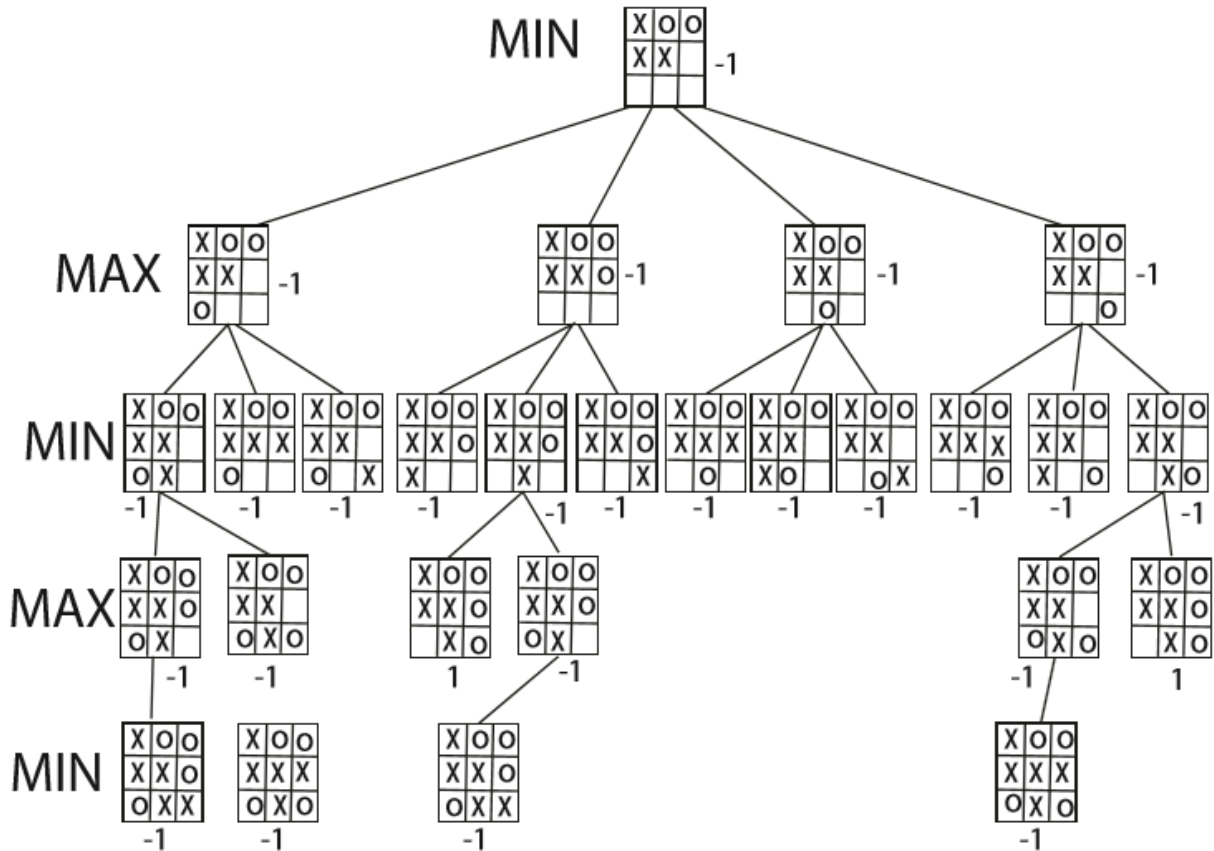 MIN
X O O
X X -1
MAX
X O O X O O X O O X O O
X X -1 X X O -1 X X -1 X X -1
O O O
MIN
X O O X O O X O O X O O X O O X O O X O O X O O X O O X O O X O O X O O
X X X X X X X X X O X X O X X O X X X X X X X X X X X X X X
O X O O X X X X O X O O X O X O X O
-1 -1 -1 -1 -1 -1 -1 -1 -1 -1 -1 -1
MAX
X O O X O O X O O X O O X O O X O O
X X O X X X X O X X O X X X X O
O X O X O X O O X O X O X O
-1 -1 1 -1 -1 1
MIN
X O O X O O X O O X O O
X X O X X X X X O X X X
O X X O X O O X X O X O
-1 -1 -1 -1